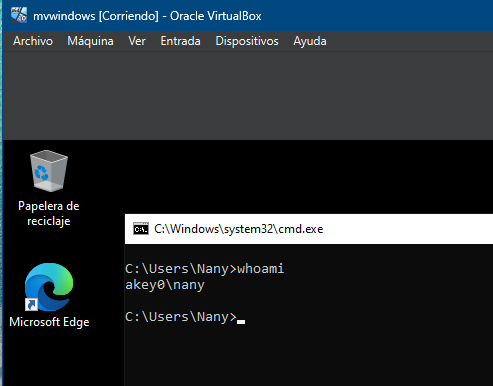 mvwindows [Corriendo] - Oracle VirtualBox
Archivo Máquina Ver Entrada Dispositivos Ayuda
Papelera de
reciclaje
Microsoft Edge
C:\Windows\system32\cmd.exe
C:\Users\Nany>whoami
akey0\nany
C:\Users\Nany>